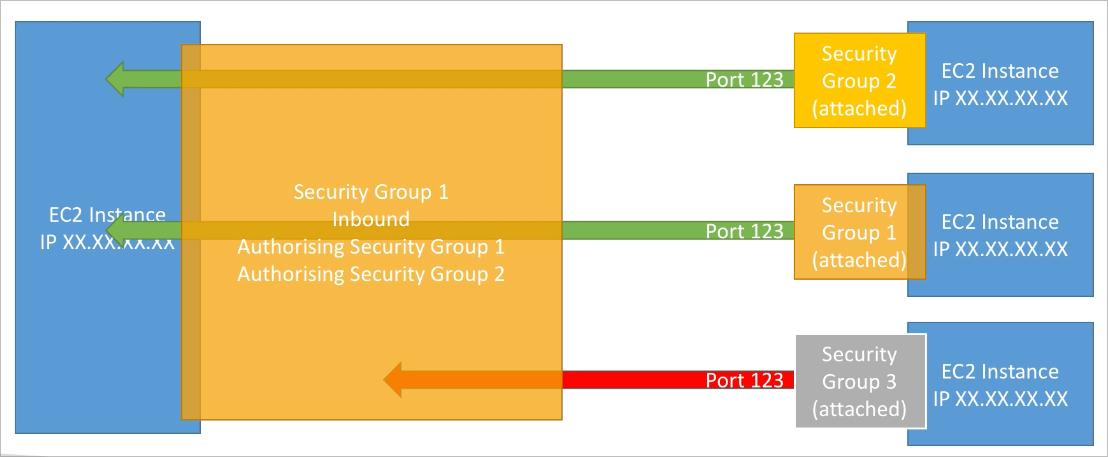 EC2 Instance
IP XX.XX.XX.XX
Security Group 1
Inbound
Authorising Security Group 1
Authorising Security Group 2
Port 123
Security
Group 2
(attached)
EC2 Instance
IP XX.XX.XX.XX
Port 123
Security
Group 1
(attached)
EC2 Instance
IP XX.XX.XX.XX
Port 123
Security
Group 3
(attached)
EC2 Instance
IP XX.XX.XX.XX